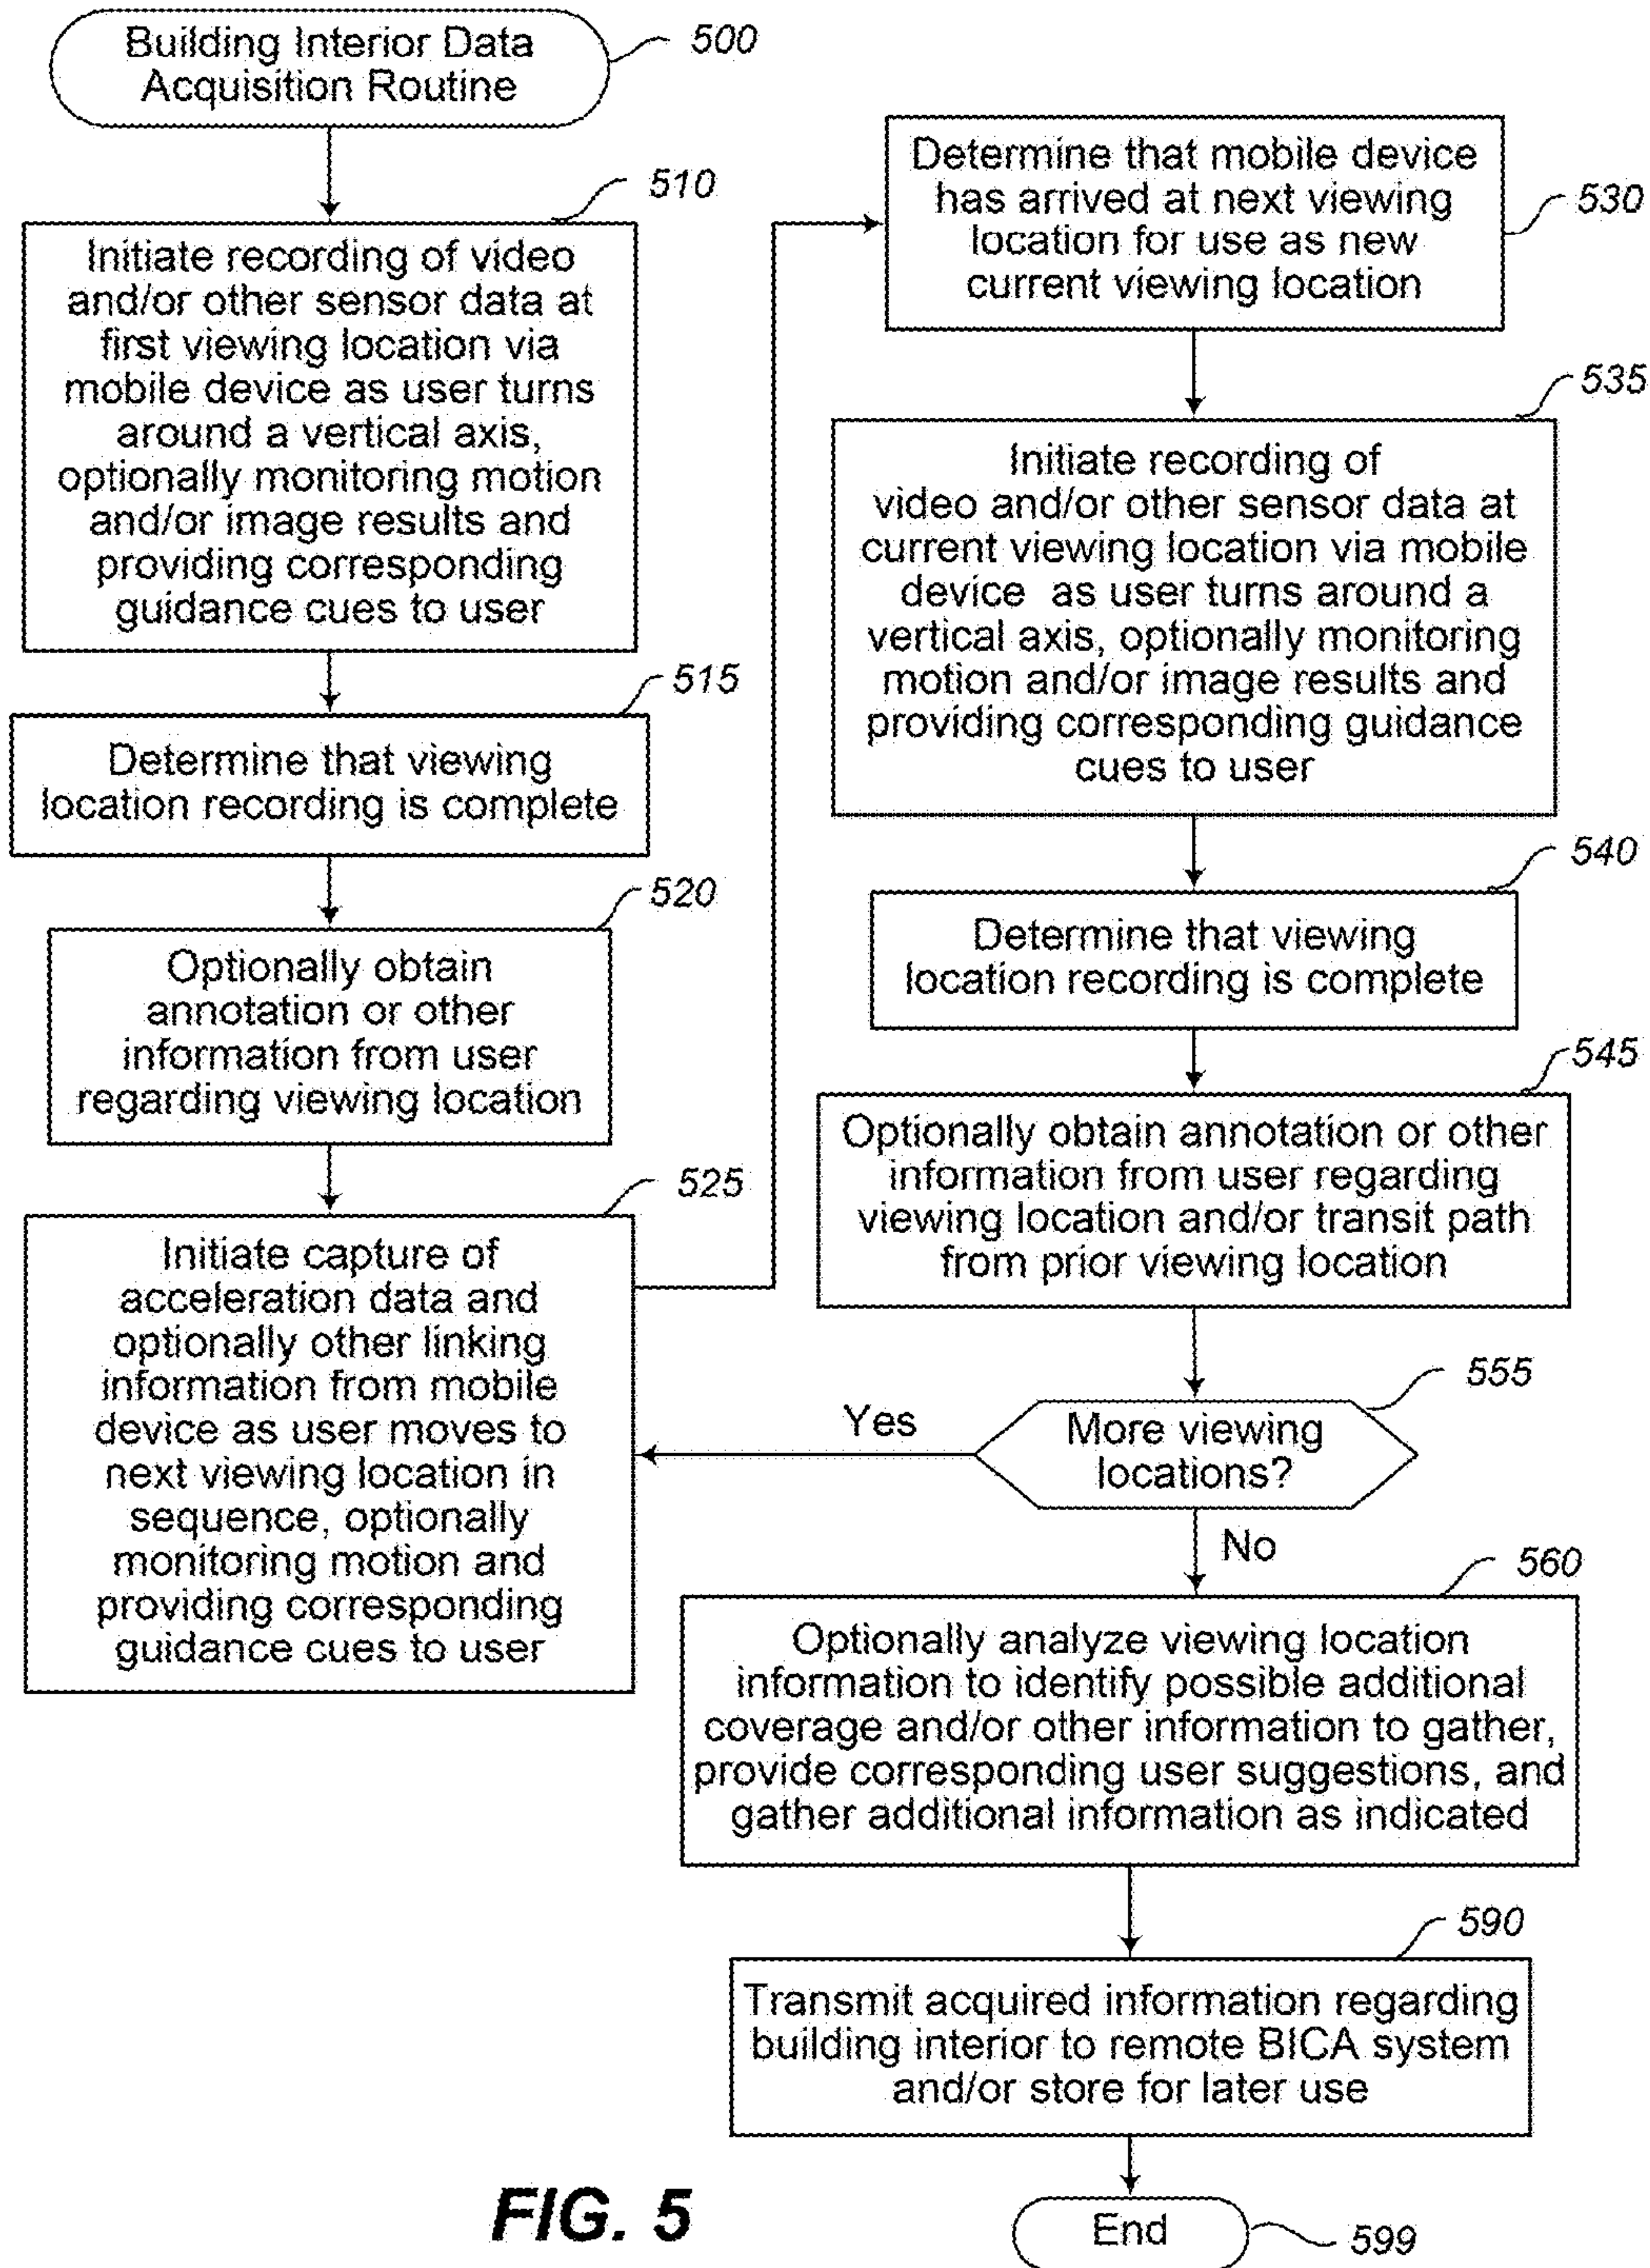 Building Interior Data
Acquisition Routine
500
510
Initiate recording of video
and/or other sensor data at
first viewing location via
mobile device as user turns
around a vertical axis,
optionally monitoring motion
and/or image results and
providing corresponding
guidance cues to user
515
Determine that viewing
location recording is complete
520
Optionally obtain
annotation or other
information from user
regarding viewing location
525
Initiate capture of
acceleration data and
optionally other linking
information from mobile
device as user moves to
next viewing location in
sequence, optionally
monitoring motion and
providing corresponding
guidance cues to user
Determine that mobile device
has arrived at next viewing
location for use as new
current viewing location
530
535
Initiate recording of
video and/or other sensor data at
current viewing location via mobile
device as user turns around a
vertical axis, optionally monitoring
motion and/or image results and
providing corresponding guidance
cues to user
540
Determine that viewing
location recording is complete
545
Optionally obtain annotation or other
information from user regarding
viewing location and/or transit path
from prior viewing location
555
More viewing
locations?
Yes
No
560
Optionally analyze viewing location
information to identify possible additional
coverage and/or other information to gather,
provide corresponding user suggestions, and
gather additional information as indicated
590
Transmit acquired information regarding
building interior to remote BICA system
and/or store for later use
End
599
FIG. 5